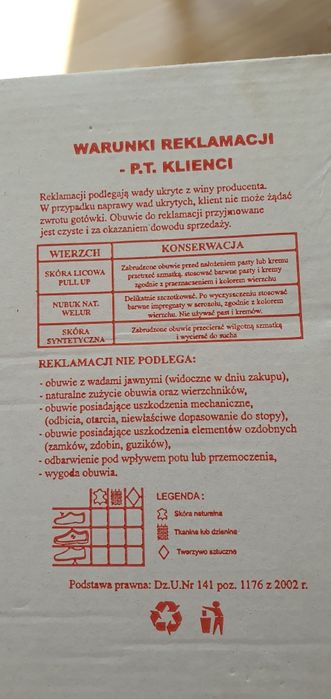 WARUNKI REKLAMACJI
- P.T. KLIENCI
Reklamacji podlegają wady ukryte z winy producenta.
W przypadku naprawy wad ukrytych, klient nie może żądać
zwrotu gotówki. Obuwie do reklamacji przyjmowane
jest czyste i za okazaniem dowodu sprzedaży.
WIERZCH KONSERWACJA
SKÓRA LICOWA
PULL UP
Zabrudzone obuwie przed nałożeniem pasty lub kremu
przetrzeć szmatką, stosować barwne pasty i kremy
zgodnie z przeznaczeniem i kolorem wierzchu
NUBUK NAT.
WELUR
Delikatnie szczotkować. Po wyczyszczeniu stosować
barwne impregnaty w aerozolu, zgodnie z kolorem
wierzchu. Nie używać past i kremów.
SKÓRA
SYNTETYCZNA
Zabrudzone obuwie przecierać wilgotną szmatką
i wycierać do sucha
REKLAMACJI NIE PODLEGA:
- obuwie z wadami jawnymi (widoczne w dniu zakupu),
- naturalne zużycie obuwia oraz wierzchników,
- obuwie posiadające uszkodzenia mechaniczne,
(odbicia, otarcia, niewłaściwe dopasowanie do stopy),
- obuwie posiadające uszkodzenia elementów ozdobnych
(zamków, zdobin, guzików),
- odbarwienie pod wpływem potu lub przemoczenia,
- wygoda obuwia.
LEGENDA:
Skóra naturalna
Tkanina lub dzianina
Tworzywo sztuczne
Podstawa prawna: Dz.U.Nr 141 poz. 1176 z 2002 r.